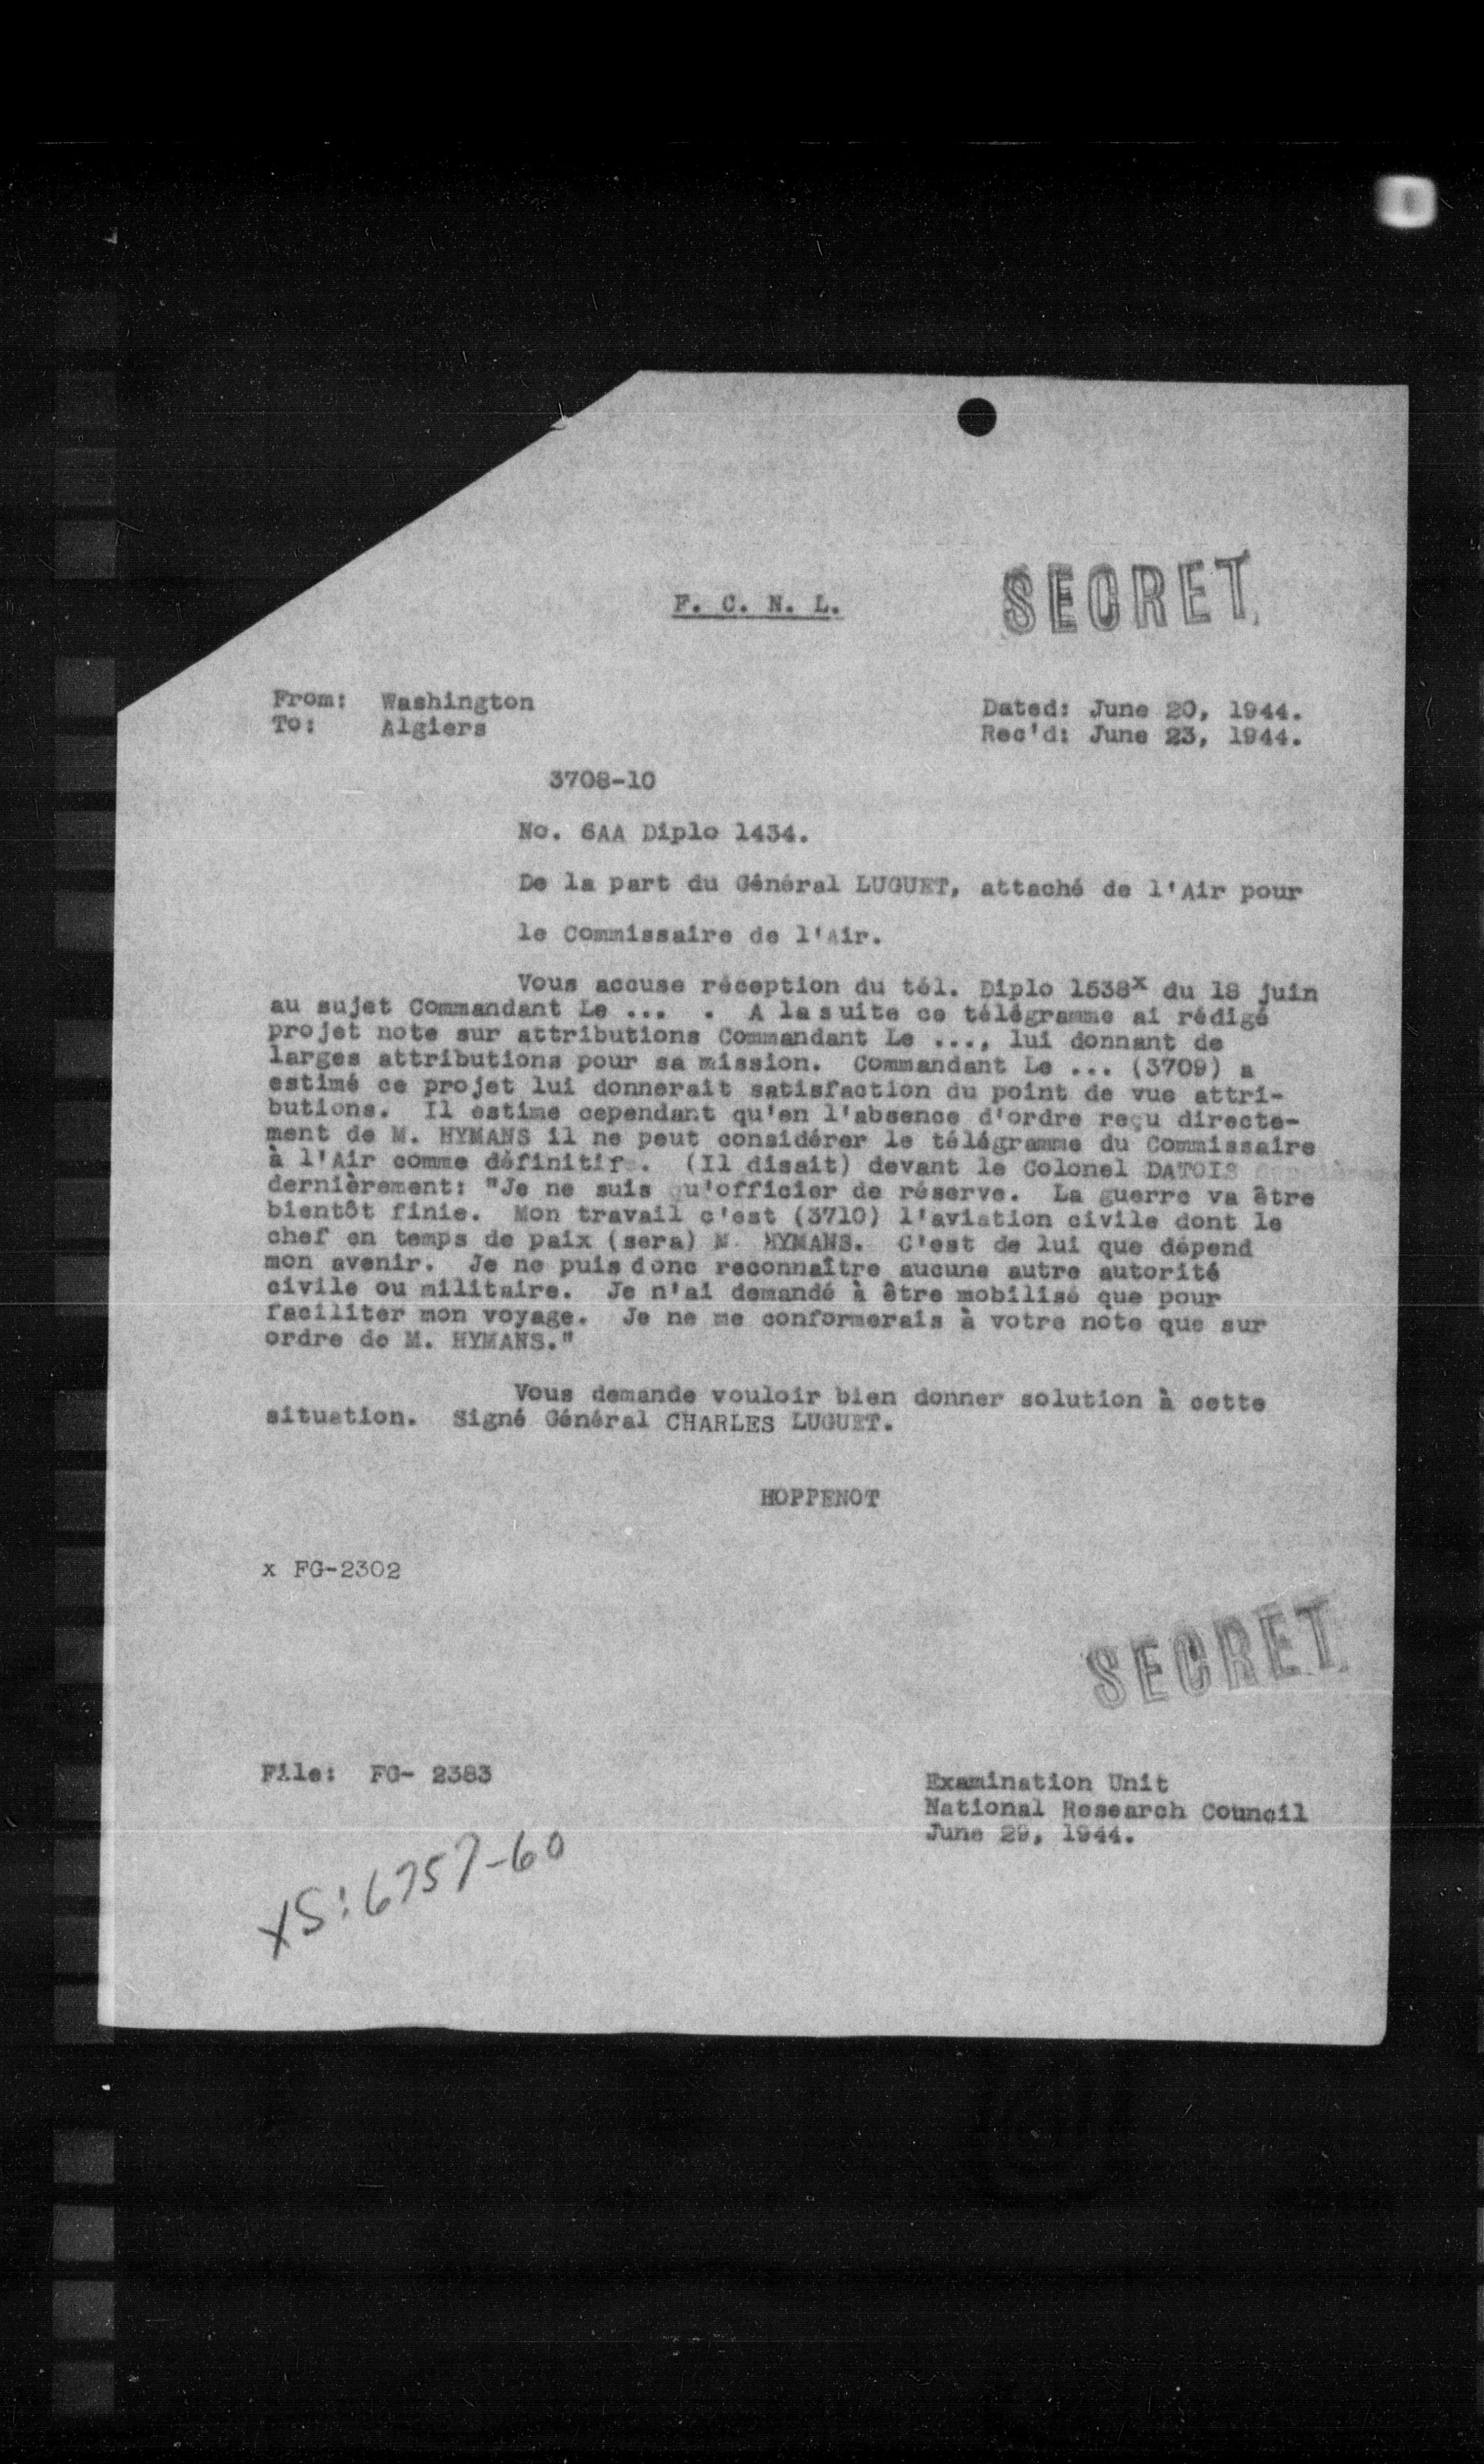 F. C. N. L.
SECRET
From: Washington
To: Algiers
Dated: June 20, 1944.
Rec'd: June 23, 1944.
3708-10
No. 6AA Diplo 1434.
De la part du Général LUGUET, attaché de l'Air pour
le Commissaire de l'Air.
Vous accuse réception du tél. Diplo 1538x du 18 juin
au sujet Commandant Le ... . A la suite ce télégramme ai rédigé
projet note sur attributions Commandant Le ..., lui donnant de
larges attributions pour sa mission. Commandant Le ... (3709) a
estimé ce projet lui donnerait satisfaction du point de vue attri-
butions. Il estime cependant qu'en l'absence d'ordre reçu directe-
ment de M. HYMANS il ne peut considérer le télégramme du Commissaire
à l'Air comme définitif. (Il disait) devant le Colonel DATOIS
dernièrement: "Je ne suis qu'officier de réserve. La guerre va être
bientôt finie. Mon travail c'est (3710) l'aviation civile dont le
chef en temps de paix (sera) M. HYMANS. C'est de lui que dépend
mon avenir. Je ne puis donc reconnaître aucune autre autorité
civile ou militaire. Je n'ai demandé à être mobilisé que pour
faciliter mon voyage. Je ne me conformerais à votre note que sur
ordre de M. HYMANS."
Vous demande vouloir bien donner solution à cette
situation. Signé Général CHARLES LUGUET.
HOPPENOT
x FG-2302
SECRET
File: FG- 2383
Examination Unit
National Research Council
June 29, 1944.
XS: 6757-60